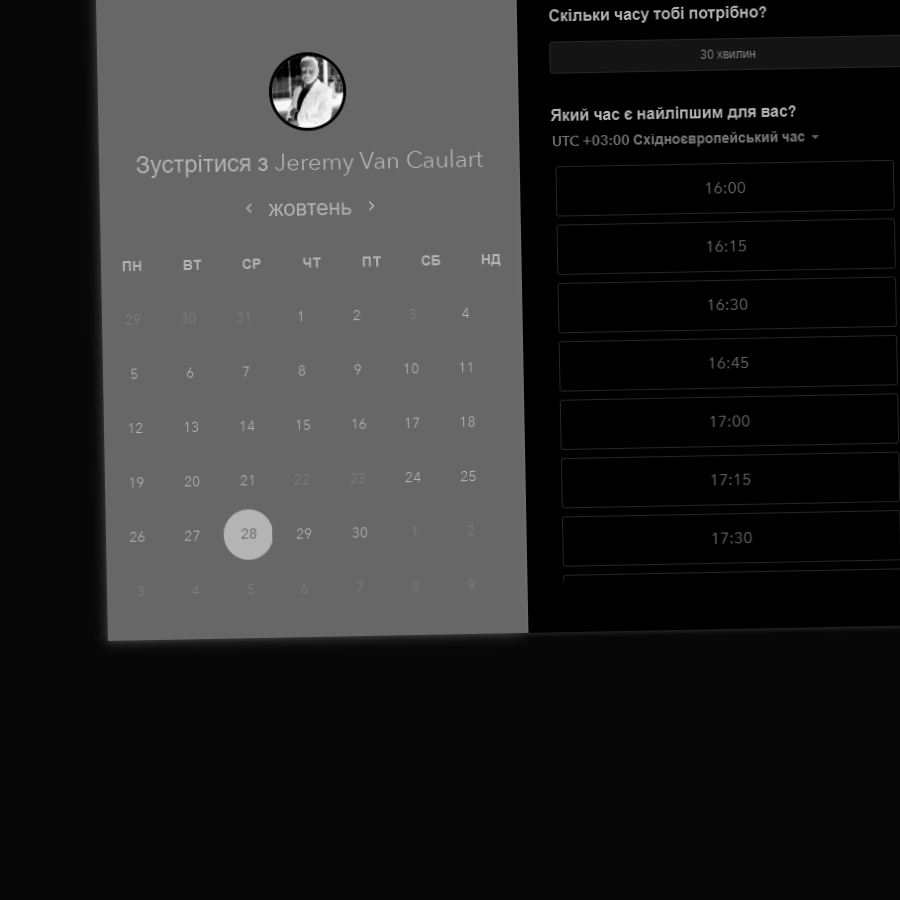 Зустрітися з Jeremy Van Caulart
‹ жовтень ›
ПН ВТ СР ЧТ ПТ СБ НД
29 30 31 1 2 3 4
5 6 7 8 9 10 11
12 13 14 15 16 17 18
19 20 21 22 23 24 25
26 27 28 29 30 1 2
3 4 5 6 7 8 9
Скільки часу тобі потрібно?
30 хвилин
Який час є найліпшим для вас?
UTC +03:00 Східноєвропейський час
16:00
16:15
16:30
16:45
17:00
17:15
17:30